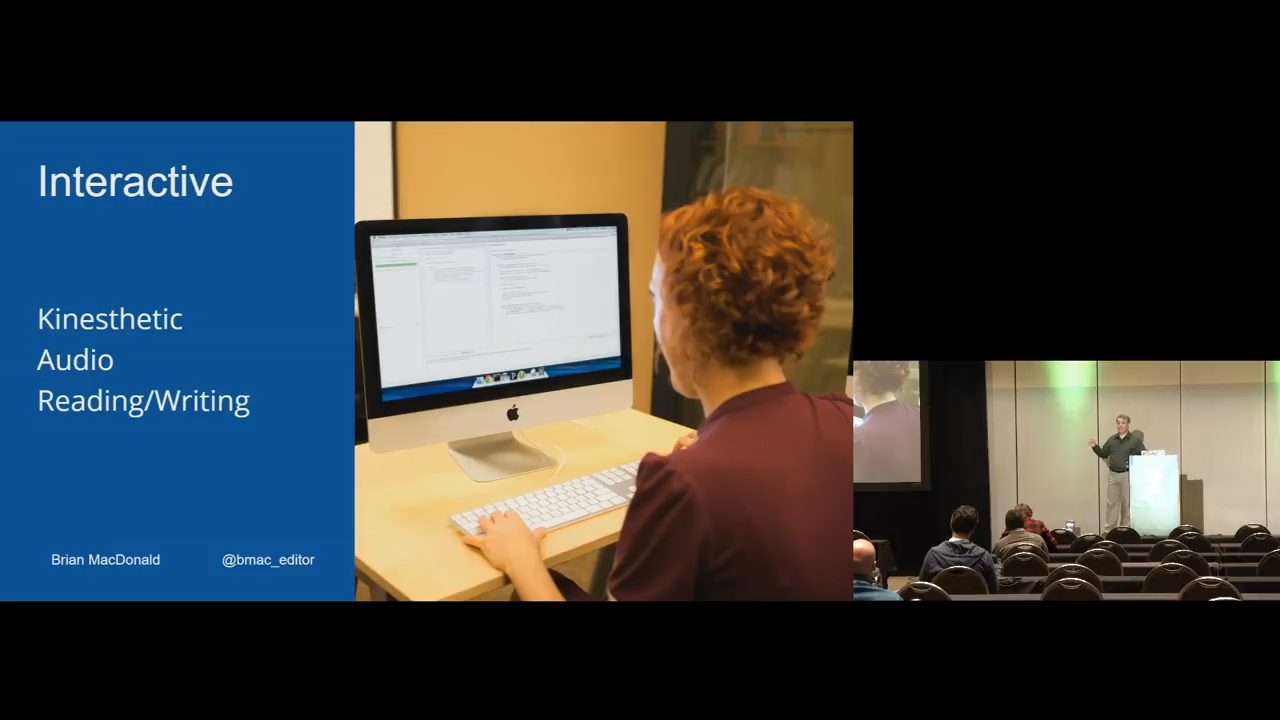 Interactive
Kinesthetic
Audio
Reading/Writing
Brian MacDonald @bmac_editor